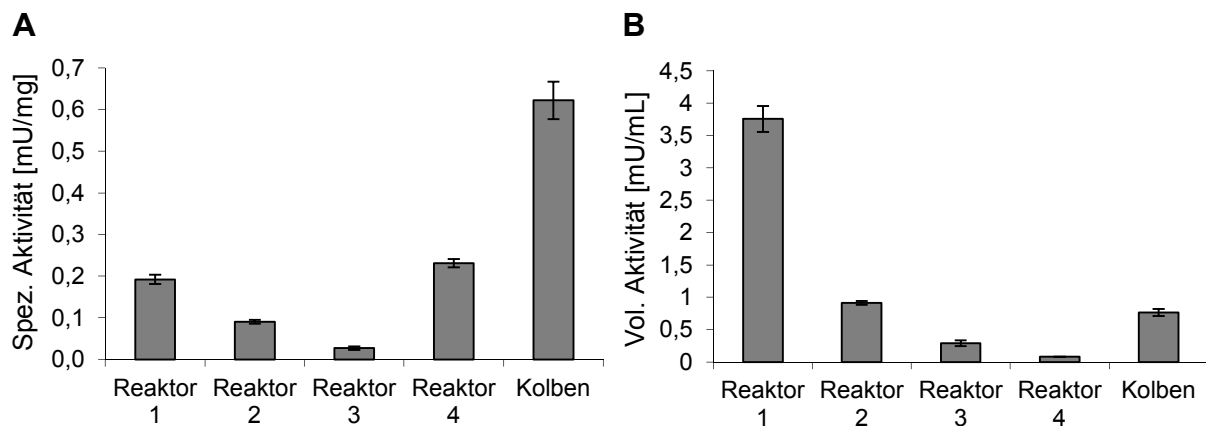 A
Spez. Aktivität [mU/mg]
0,7
0,6
0,5
0,4
0,3
0,2
0,1
0,0
Reaktor 1
Reaktor 2
Reaktor 3
Reaktor 4
Kolben
B
Vol. Aktivität [mU/mL]
4,5
4
3,5
3
2,5
2
1,5
1
0,5
0
Reaktor 1
Reaktor 2
Reaktor 3
Reaktor 4
Kolben